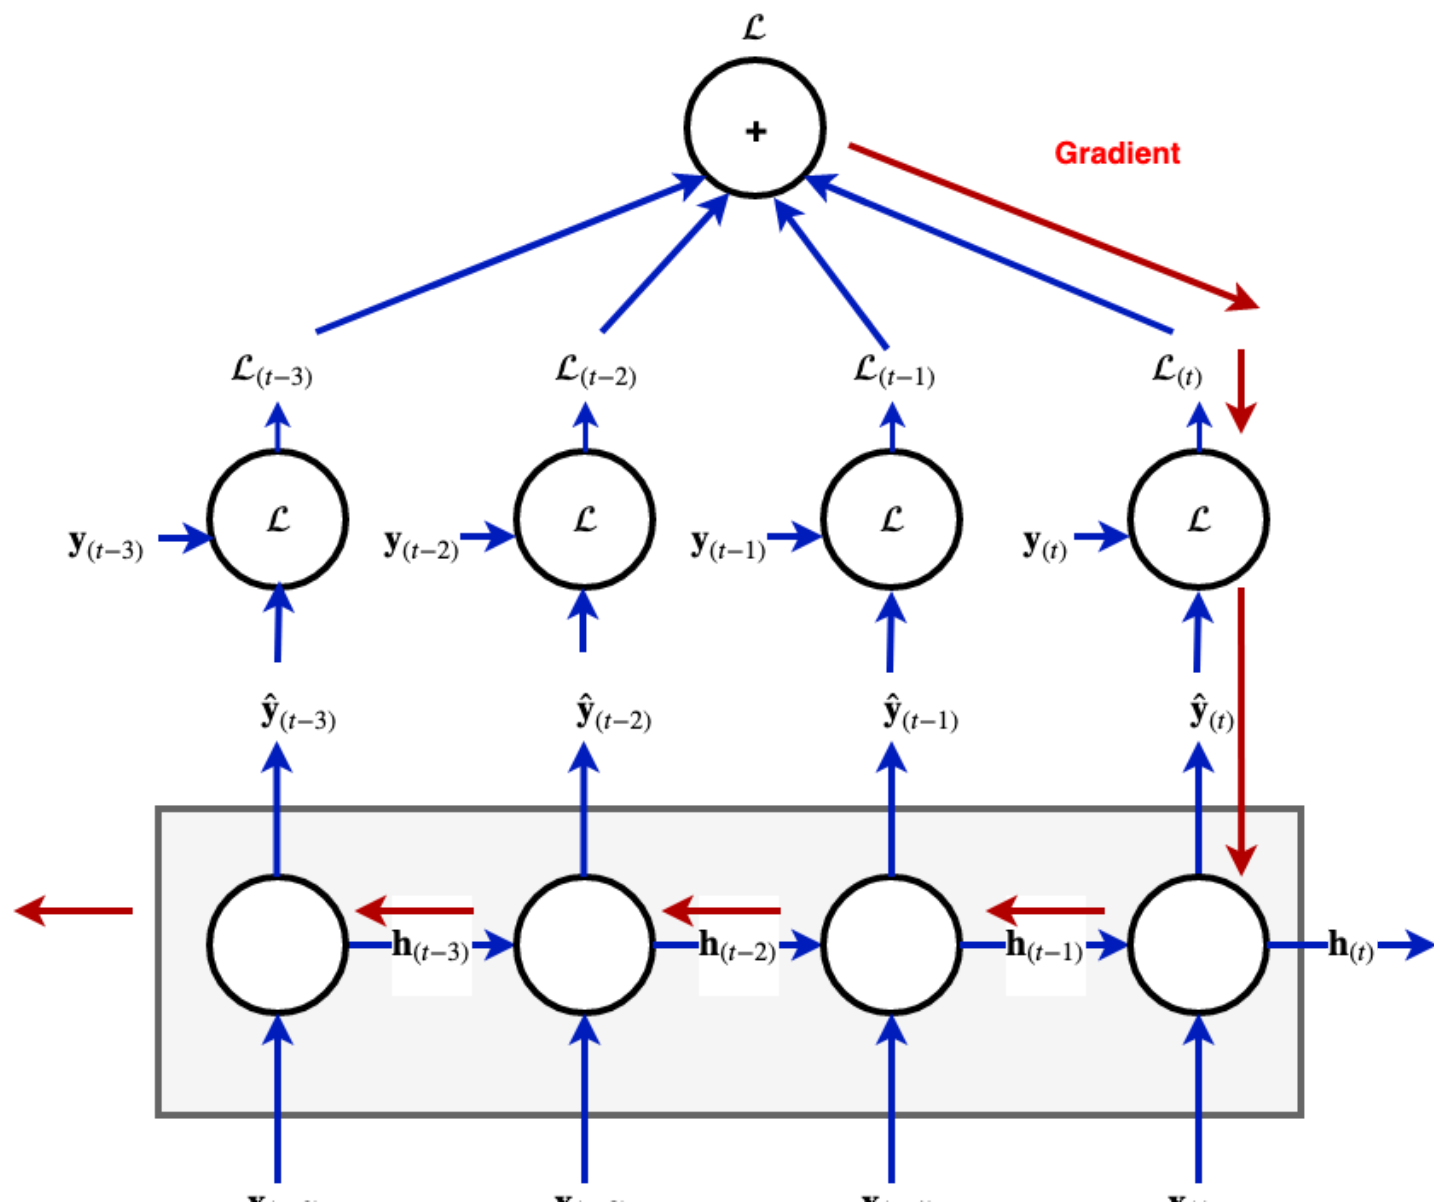 ℒ
+
Gradient
ℒ(t−3) ℒ(t−2) ℒ(t−1) ℒ(t)
y(t−3) ℒ y(t−2) ℒ y(t−1) ℒ y(t) ℒ
ŷ(t−3) ŷ(t−2) ŷ(t−1) ŷ(t)
h(t−3) h(t−2) h(t−1) h(t)